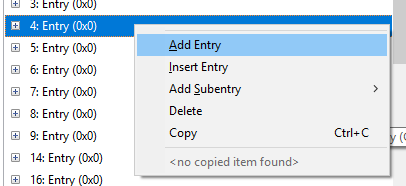 3: Entry (0x0)
4: Entry (0x0)
5: Entry (0x0)
6: Entry (0x0)
7: Entry (0x0)
8: Entry (0x0)
9: Entry (0x0)
14: Entry (0x0)
16: Entry (0x0)
Add Entry
Insert Entry
Add Subentry
Delete
Copy Ctrl+C
<no copied item found>